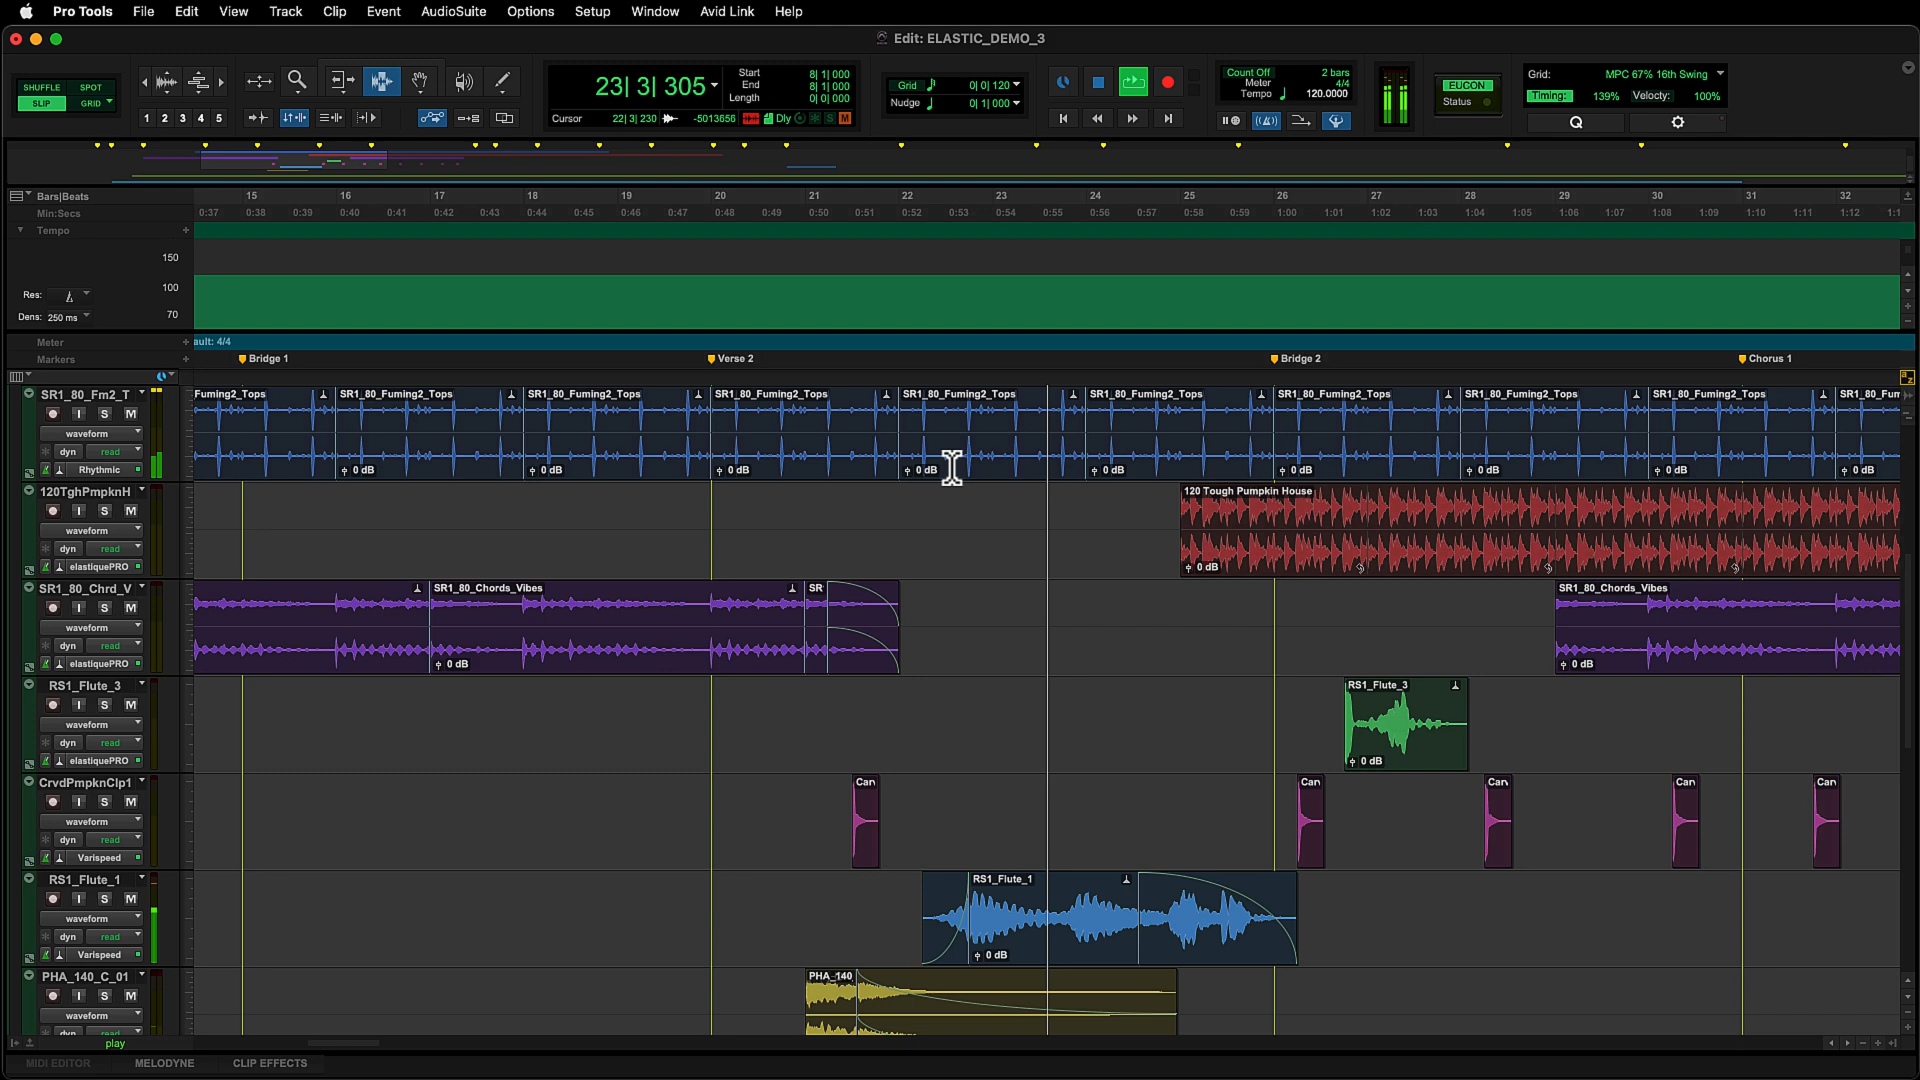 Pro Tools File Edit View Track Clip Event AudioSuite Options Setup Window Avid Link Help
Edit: ELASTIC_DEMO_3
SHUFFLE SPOT
SLIP GRID
1 2 3 4 5
23| 3| 305
Start 8| 1| 000
End 8| 1| 000
Length 0| 0| 000
Cursor 22| 3| 230 -5013656 Dly S M
Grid 0| 0| 120
Nudge 0| 1| 000
Count Off 2 bars
Meter 4/4
Tempo 120.0000
EUCON
Status
Grid: MPC 67% 16th Swing
Timing: 139% Velocty: 100%
Bars|Beats 15 16 17 18 19 20 21 22 23 24 25 26 27 28 29 30 31 32
Min:Secs 0:37 0:38 0:39 0:40 0:41 0:42 0:43 0:44 0:45 0:46 0:47 0:48 0:49 0:50 0:51 0:52 0:53 0:54 0:55 0:56 0:57 0:58 0:59 1:00 1:01 1:02 1:03 1:04 1:05 1:06 1:07 1:08 1:09 1:10 1:11 1:12 1:1
Tempo
150
100
Res:
Dens: 250 ms 70
Meter ault: 4/4
Markers Bridge 1 Verse 2 Bridge 2 Chorus 1
SR1_80_Fm2_T Fuming2_Tops SR1_80_Fuming2_Tops SR1_80_Fuming2_Tops SR1_80_Fuming2_Tops SR1_80_Fuming2_Tops SR1_80_Fuming2_Tops SR1_80_Fuming2_Tops SR1_80_Fuming2_Tops SR1_80_Fuming2_Tops SR1_80_Fum
I S M
waveform
dyn read
Rhythmic 0 dB 0 dB 0 dB 0 dB 0 dB 0 dB 0 dB 0 dB 0 dB
120TghPmpknH 120 Tough Pumpkin House
I S M
waveform
dyn read
elastiquePRO 0 dB
SR1_80_Chrd_V SR1_80_Chords_Vibes SR SR1_80_Chords_Vibes
I S M
waveform
dyn read
elastiquePRO 0 dB 0 dB
RS1_Flute_3 RS1_Flute_3
I S M
waveform
dyn read
elastiquePRO 0 dB
CrvdPmpknClp1 Carv Carv Carv Carv Carv
I S M
waveform
dyn read
Varispeed
RS1_Flute_1 RS1_Flute_1
I S M
waveform
dyn read
Varispeed 0 dB
PHA_140_C_01 PHA_140
I S M
waveform
dyn read
play
MIDI EDITOR MELODYNE CLIP EFFECTS